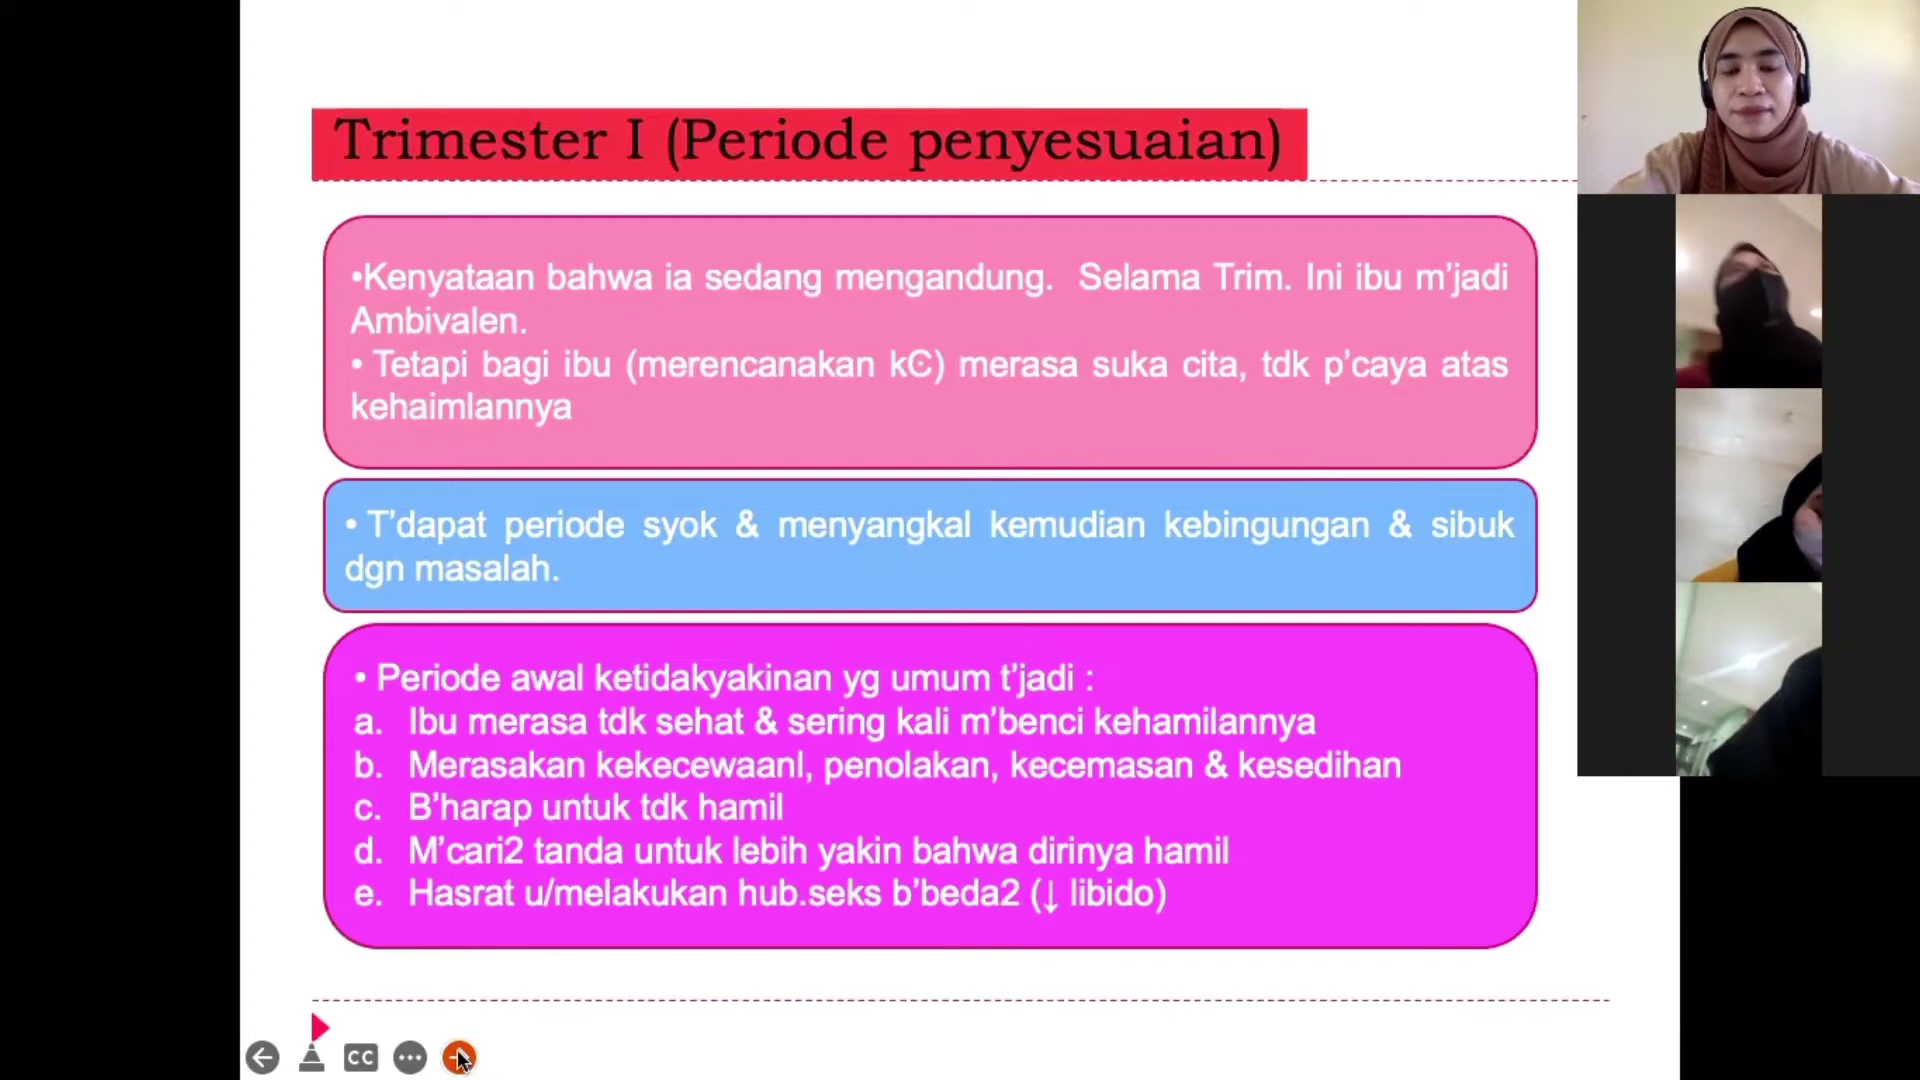 Trimester I (Periode penyesuaian)
•Kenyataan bahwa ia sedang mengandung. Selama Trim. Ini ibu m’jadi
Ambivalen.
• Tetapi bagi ibu (merencanakan kC) merasa suka cita, tdk p’caya atas
kehaimlannya
• T’dapat periode syok & menyangkal kemudian kebingungan & sibuk
dgn masalah.
• Periode awal ketidakyakinan yg umum t’jadi :
a. Ibu merasa tdk sehat & sering kali m’benci kehamilannya
b. Merasakan kekecewaanl, penolakan, kecemasan & kesedihan
c. B’harap untuk tdk hamil
d. M’cari2 tanda untuk lebih yakin bahwa dirinya hamil
e. Hasrat u/melakukan hub.seks b’beda2 (↓ libido)
CC